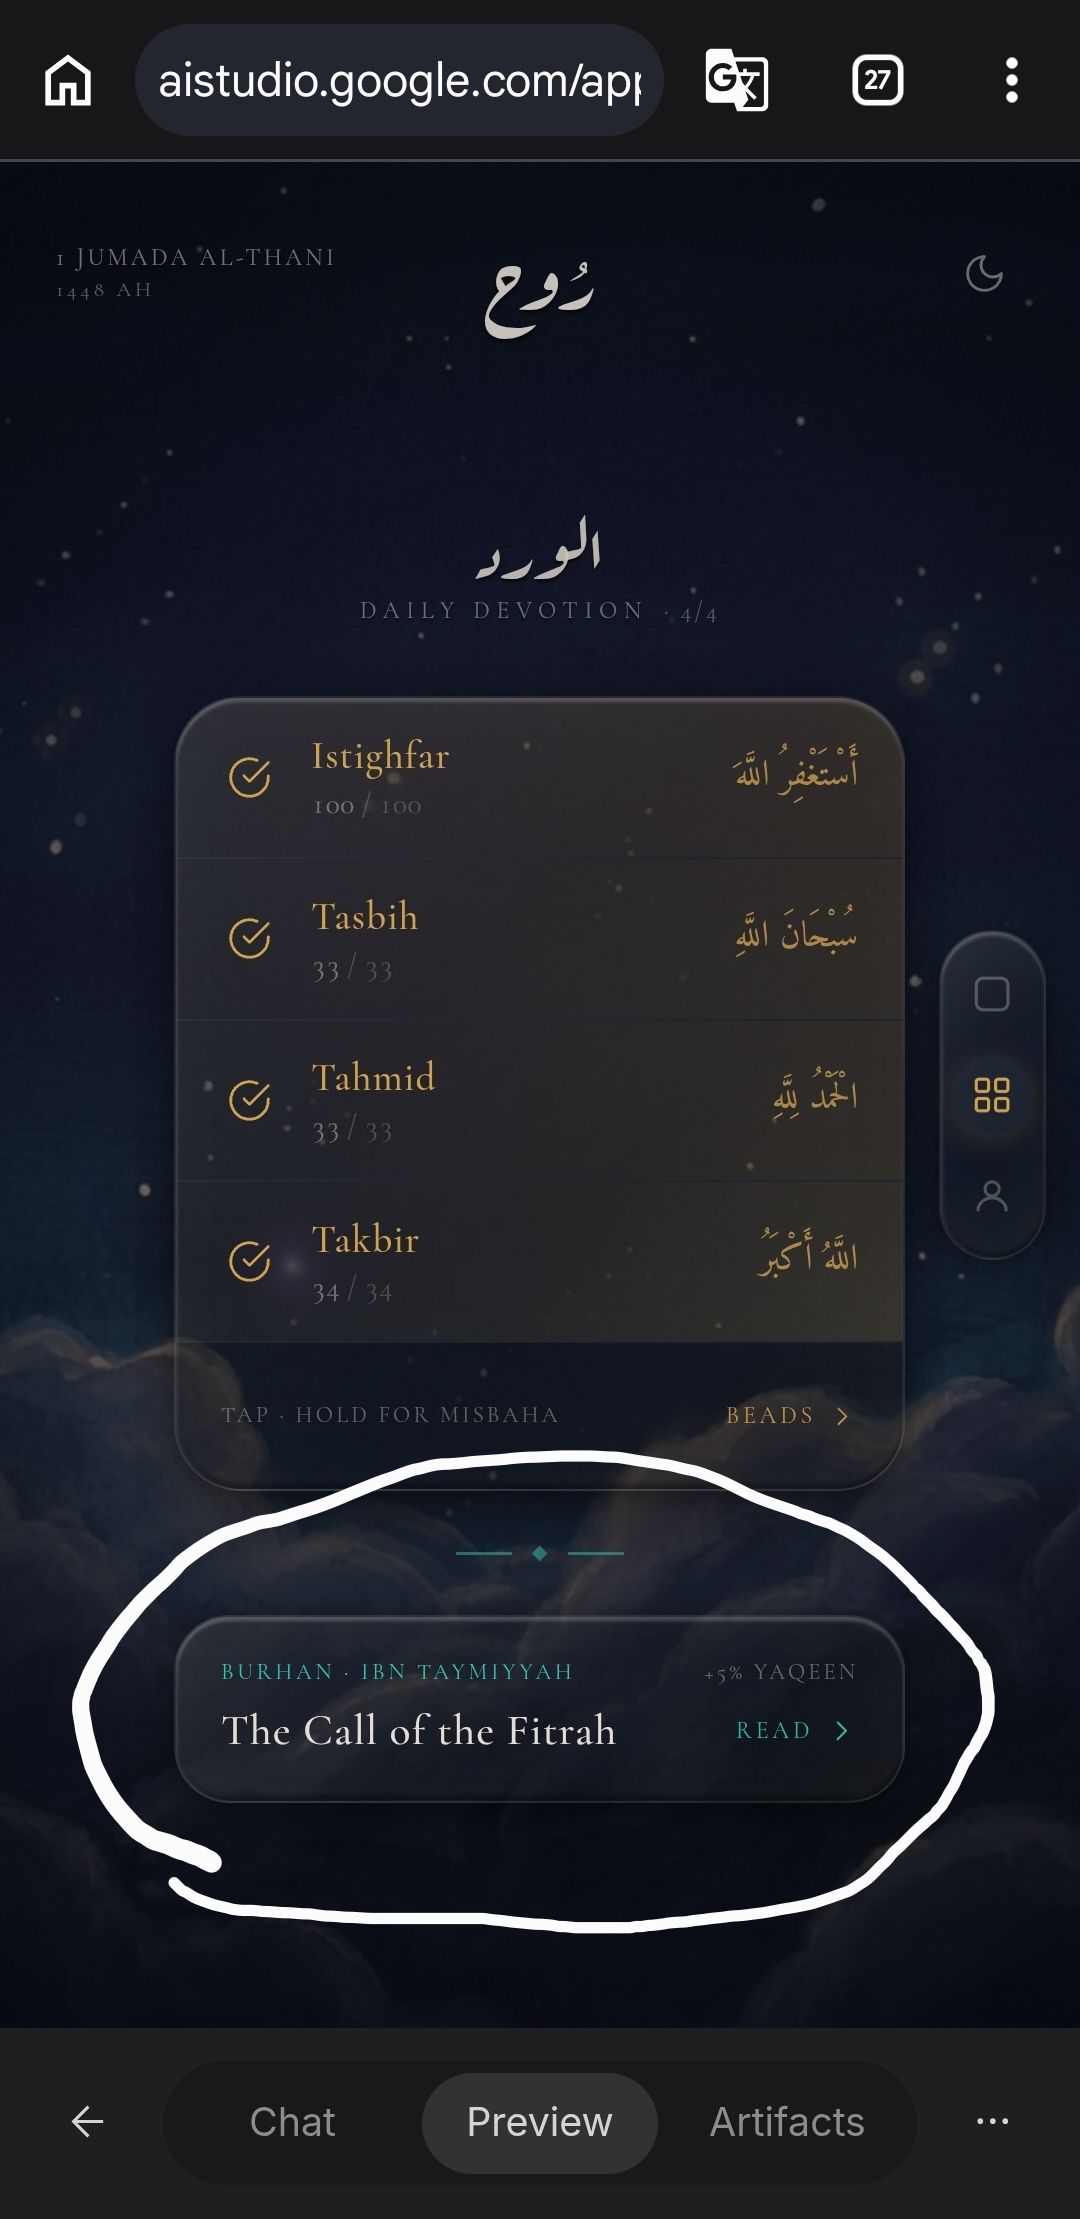 aistudio.google.com/app
27
1 JUMADA AL-THANI
1448 AH
رُوح
الورد
DAILY DEVOTION · 4/4
Istighfar
أَسْتَغْفِرُ اللَّهَ
100 / 100
Tasbih
سُبْحَانَ اللَّهِ
33 / 33
Tahmid
الْحَمْدُ لِلَّهِ
33 / 33
Takbir
اللَّهُ أَكْبَرُ
34 / 34
TAP · HOLD FOR MISBAHA
BEADS
BURHAN · IBN TAYMIYYAH
+5% YAQEEN
The Call of the Fitrah
READ
Chat
Preview
Artifacts